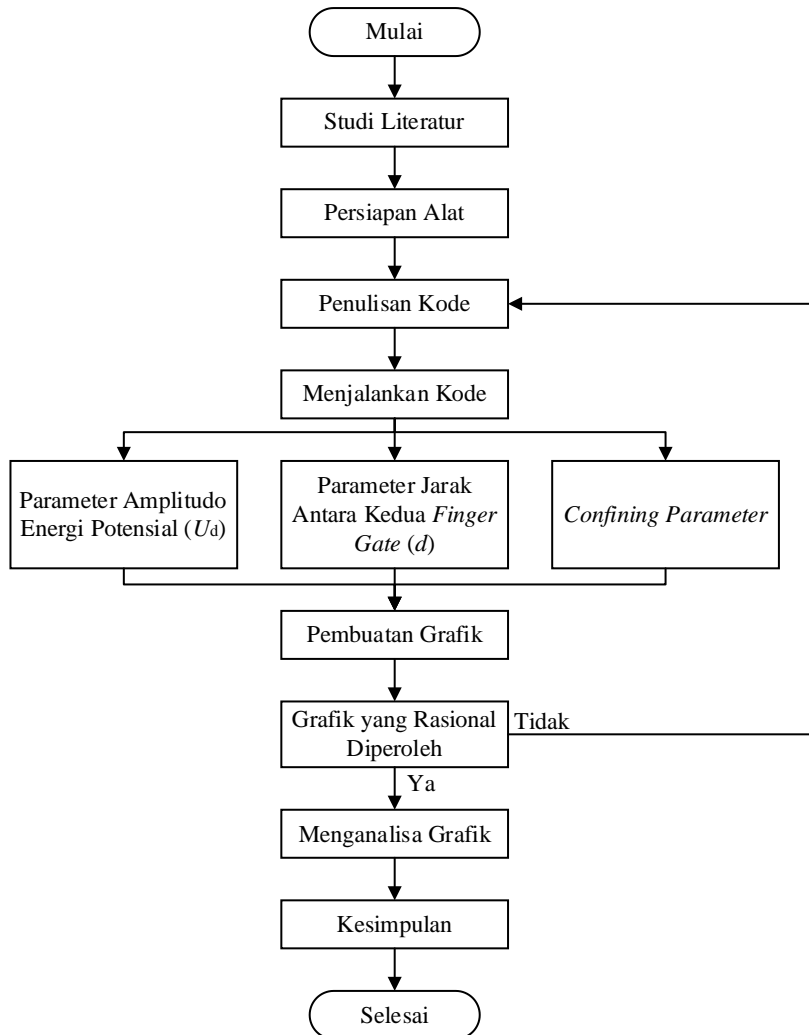 Mulai
Studi Literatur
Persiapan Alat
Penulisan Kode
Menjalankan Kode
Parameter Amplitudo
Energi Potensial (Ud)
Parameter Jarak
Antara Kedua Finger
Gate (d)
Confining Parameter
Pembuatan Grafik
Grafik yang Rasional
Diperoleh
Tidak
Ya
Menganalisa Grafik
Kesimpulan
Selesai